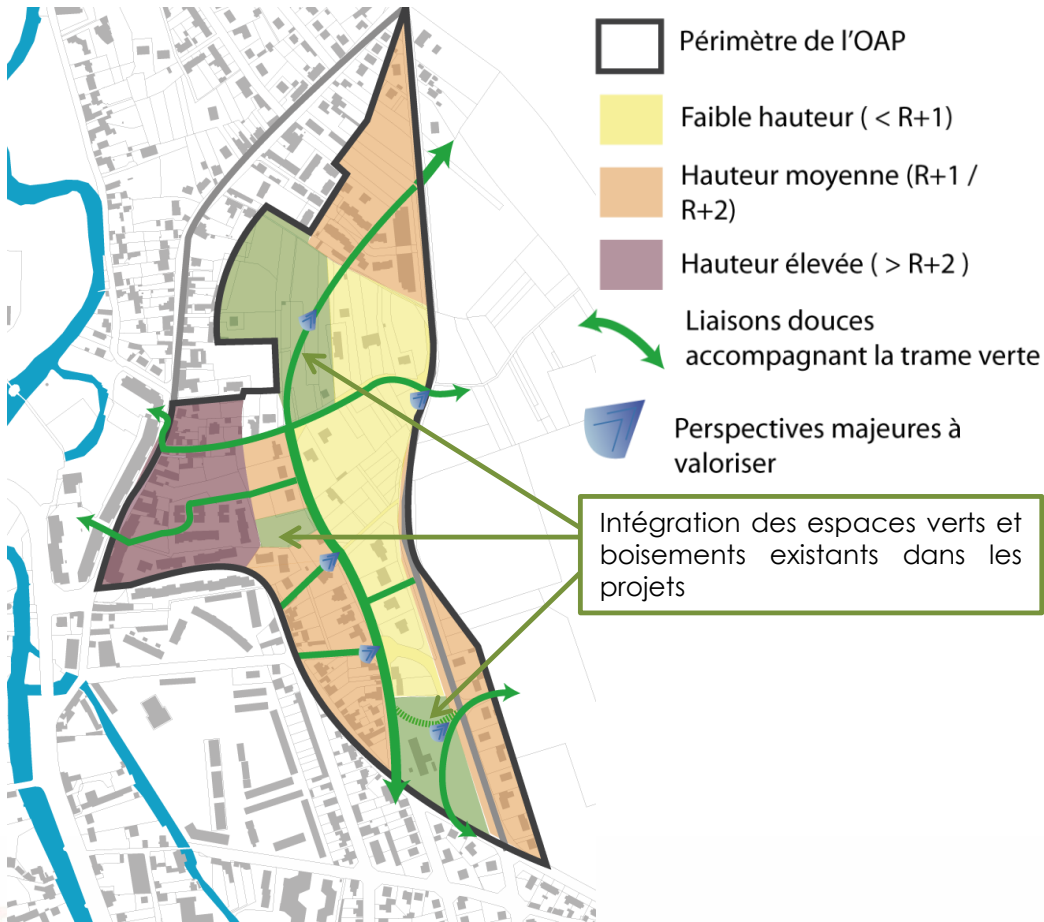 Périmètre de l'OAP
Faible hauteur ( < R+1)
Hauteur moyenne (R+1 /
R+2)
Hauteur élevée ( > R+2 )
Liaisons douces
accompagnant la trame verte
Perspectives majeures à
valoriser
Intégration des espaces verts et
boisements existants dans les
projets